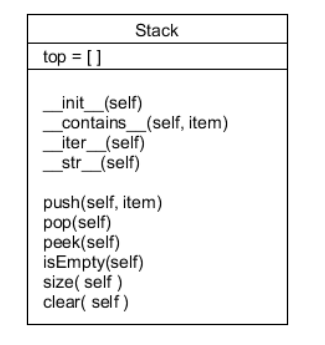 Stack
top = [ ]
__init__(self)
__contains__(self, item)
__iter__(self)
__str__(self)
push(self, item)
pop(self)
peek(self)
isEmpty(self)
size( self )
clear( self )